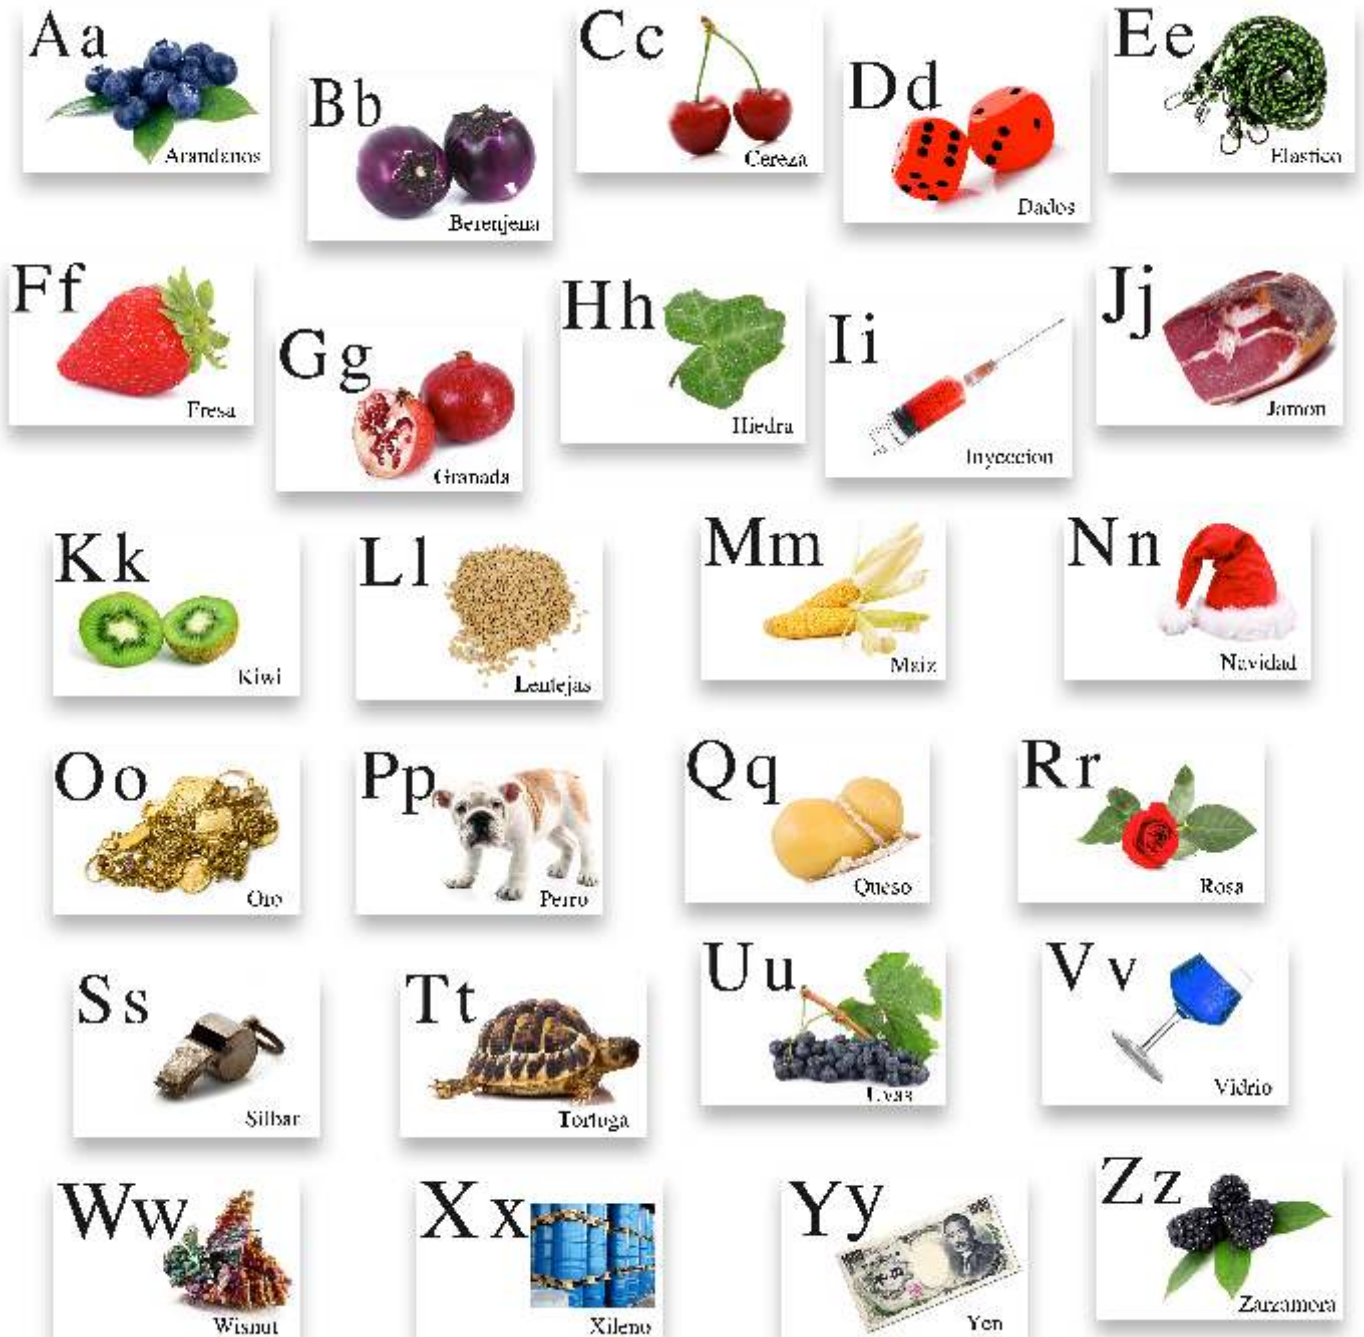 Aa
Arandanos
Bb
Berenjena
Cc
Cereza
Dd
Dados
Ee
Elastico
Ff
Fresa
Gg
Granada
Hh
Hiedra
Ii
Inyeccion
Jj
Jamon
Kk
Kiwi
Ll
Lentejas
Mm
Maiz
Nn
Navidad
Oo
Oro
Pp
Perro
Qq
Queso
Rr
Rosa
Ss
Silbar
Tt
Tortuga
Uu
Uvas
Vv
Vidrio
Ww
Wismut
Xx
Xileno
Yy
Yen
Zz
Zarzamora